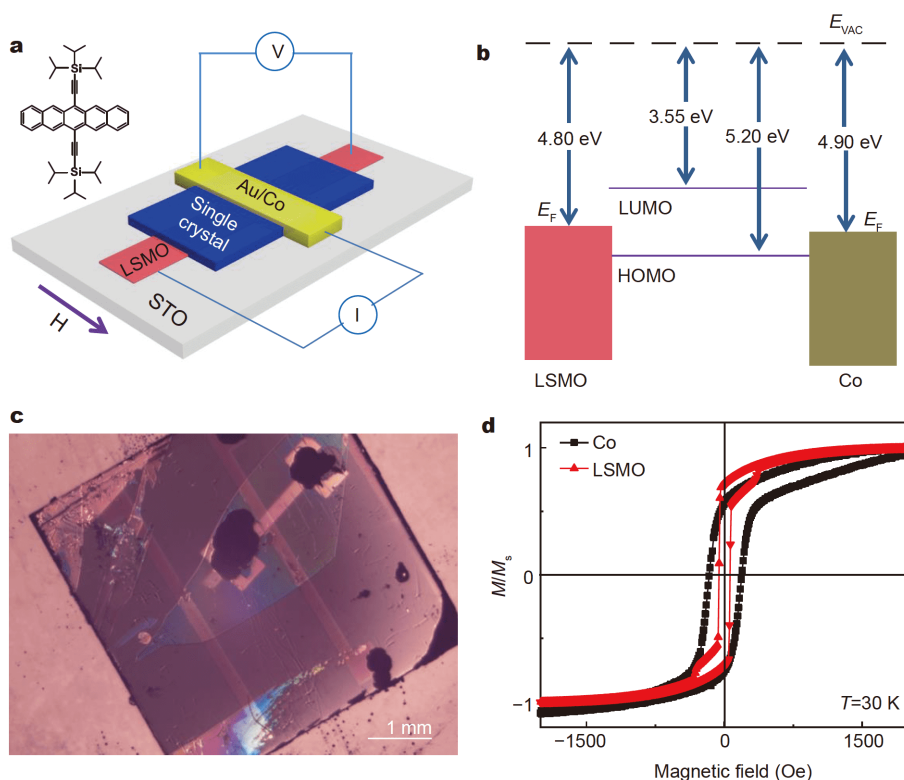 a
Si
Si
V
Au/Co
Single
crystal
LSMO
STO
H
I
b
E_VAC
4.80 eV
3.55 eV
5.20 eV
4.90 eV
LUMO
E_F
E_F
HOMO
LSMO
Co
c
1 mm
d
Co
LSMO
M/M_s
1
0
−1
T=30 K
−1500
0
1500
Magnetic field (Oe)